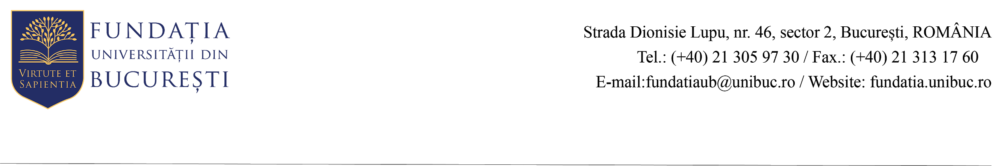 FUNDAȚIA
UNIVERSITĂȚII DIN
BUCUREȘTI
VIRTUTE ET
SAPIENTIA
Strada Dionisie Lupu, nr. 46, sector 2, București, ROMÂNIA
Tel.: (+40) 21 305 97 30 / Fax.: (+40) 21 313 17 60
E-mail:fundatiaub@unibuc.ro / Website: fundatia.unibuc.ro